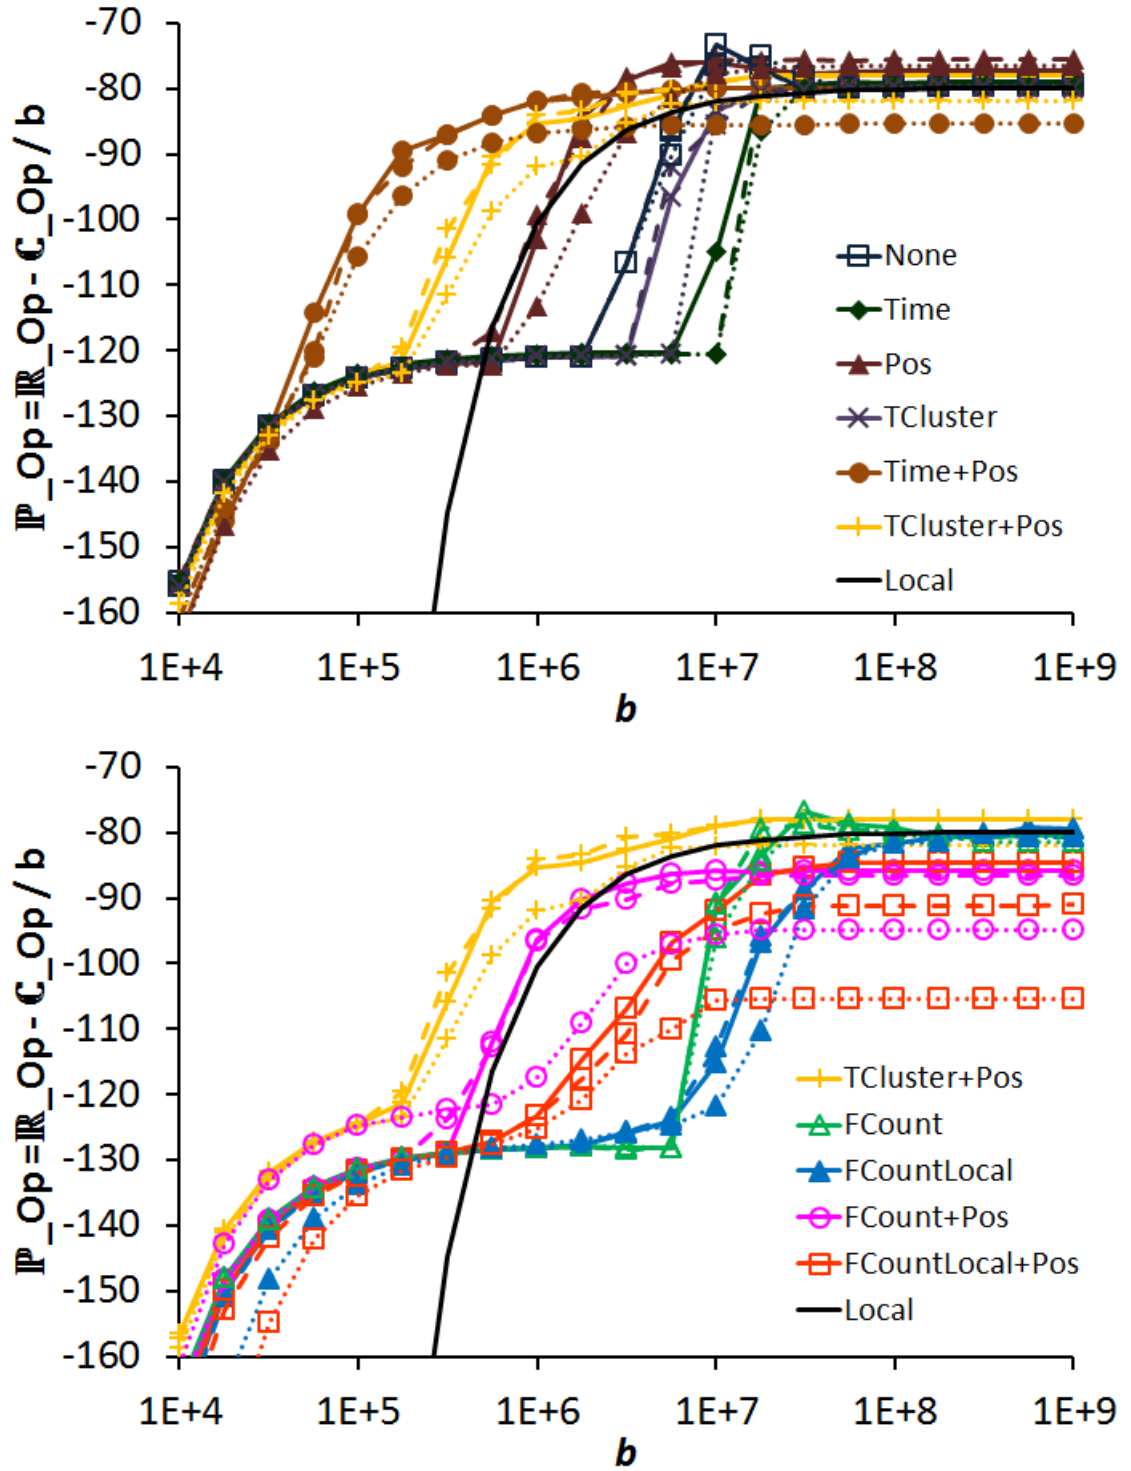 -70
-80
-90
-100
-110
-120
-130
-140
-150
-160
ℙ_Op=ℝ_Op - ℂ_Op / b
None
Time
Pos
TCluster
Time+Pos
TCluster+Pos
Local
1E+4 1E+5 1E+6 1E+7 1E+8 1E+9
b
-70
-80
-90
-100
-110
-120
-130
-140
-150
-160
ℙ_Op=ℝ_Op - ℂ_Op / b
TCluster+Pos
FCount
FCountLocal
FCount+Pos
FCountLocal+Pos
Local
1E+4 1E+5 1E+6 1E+7 1E+8 1E+9
b